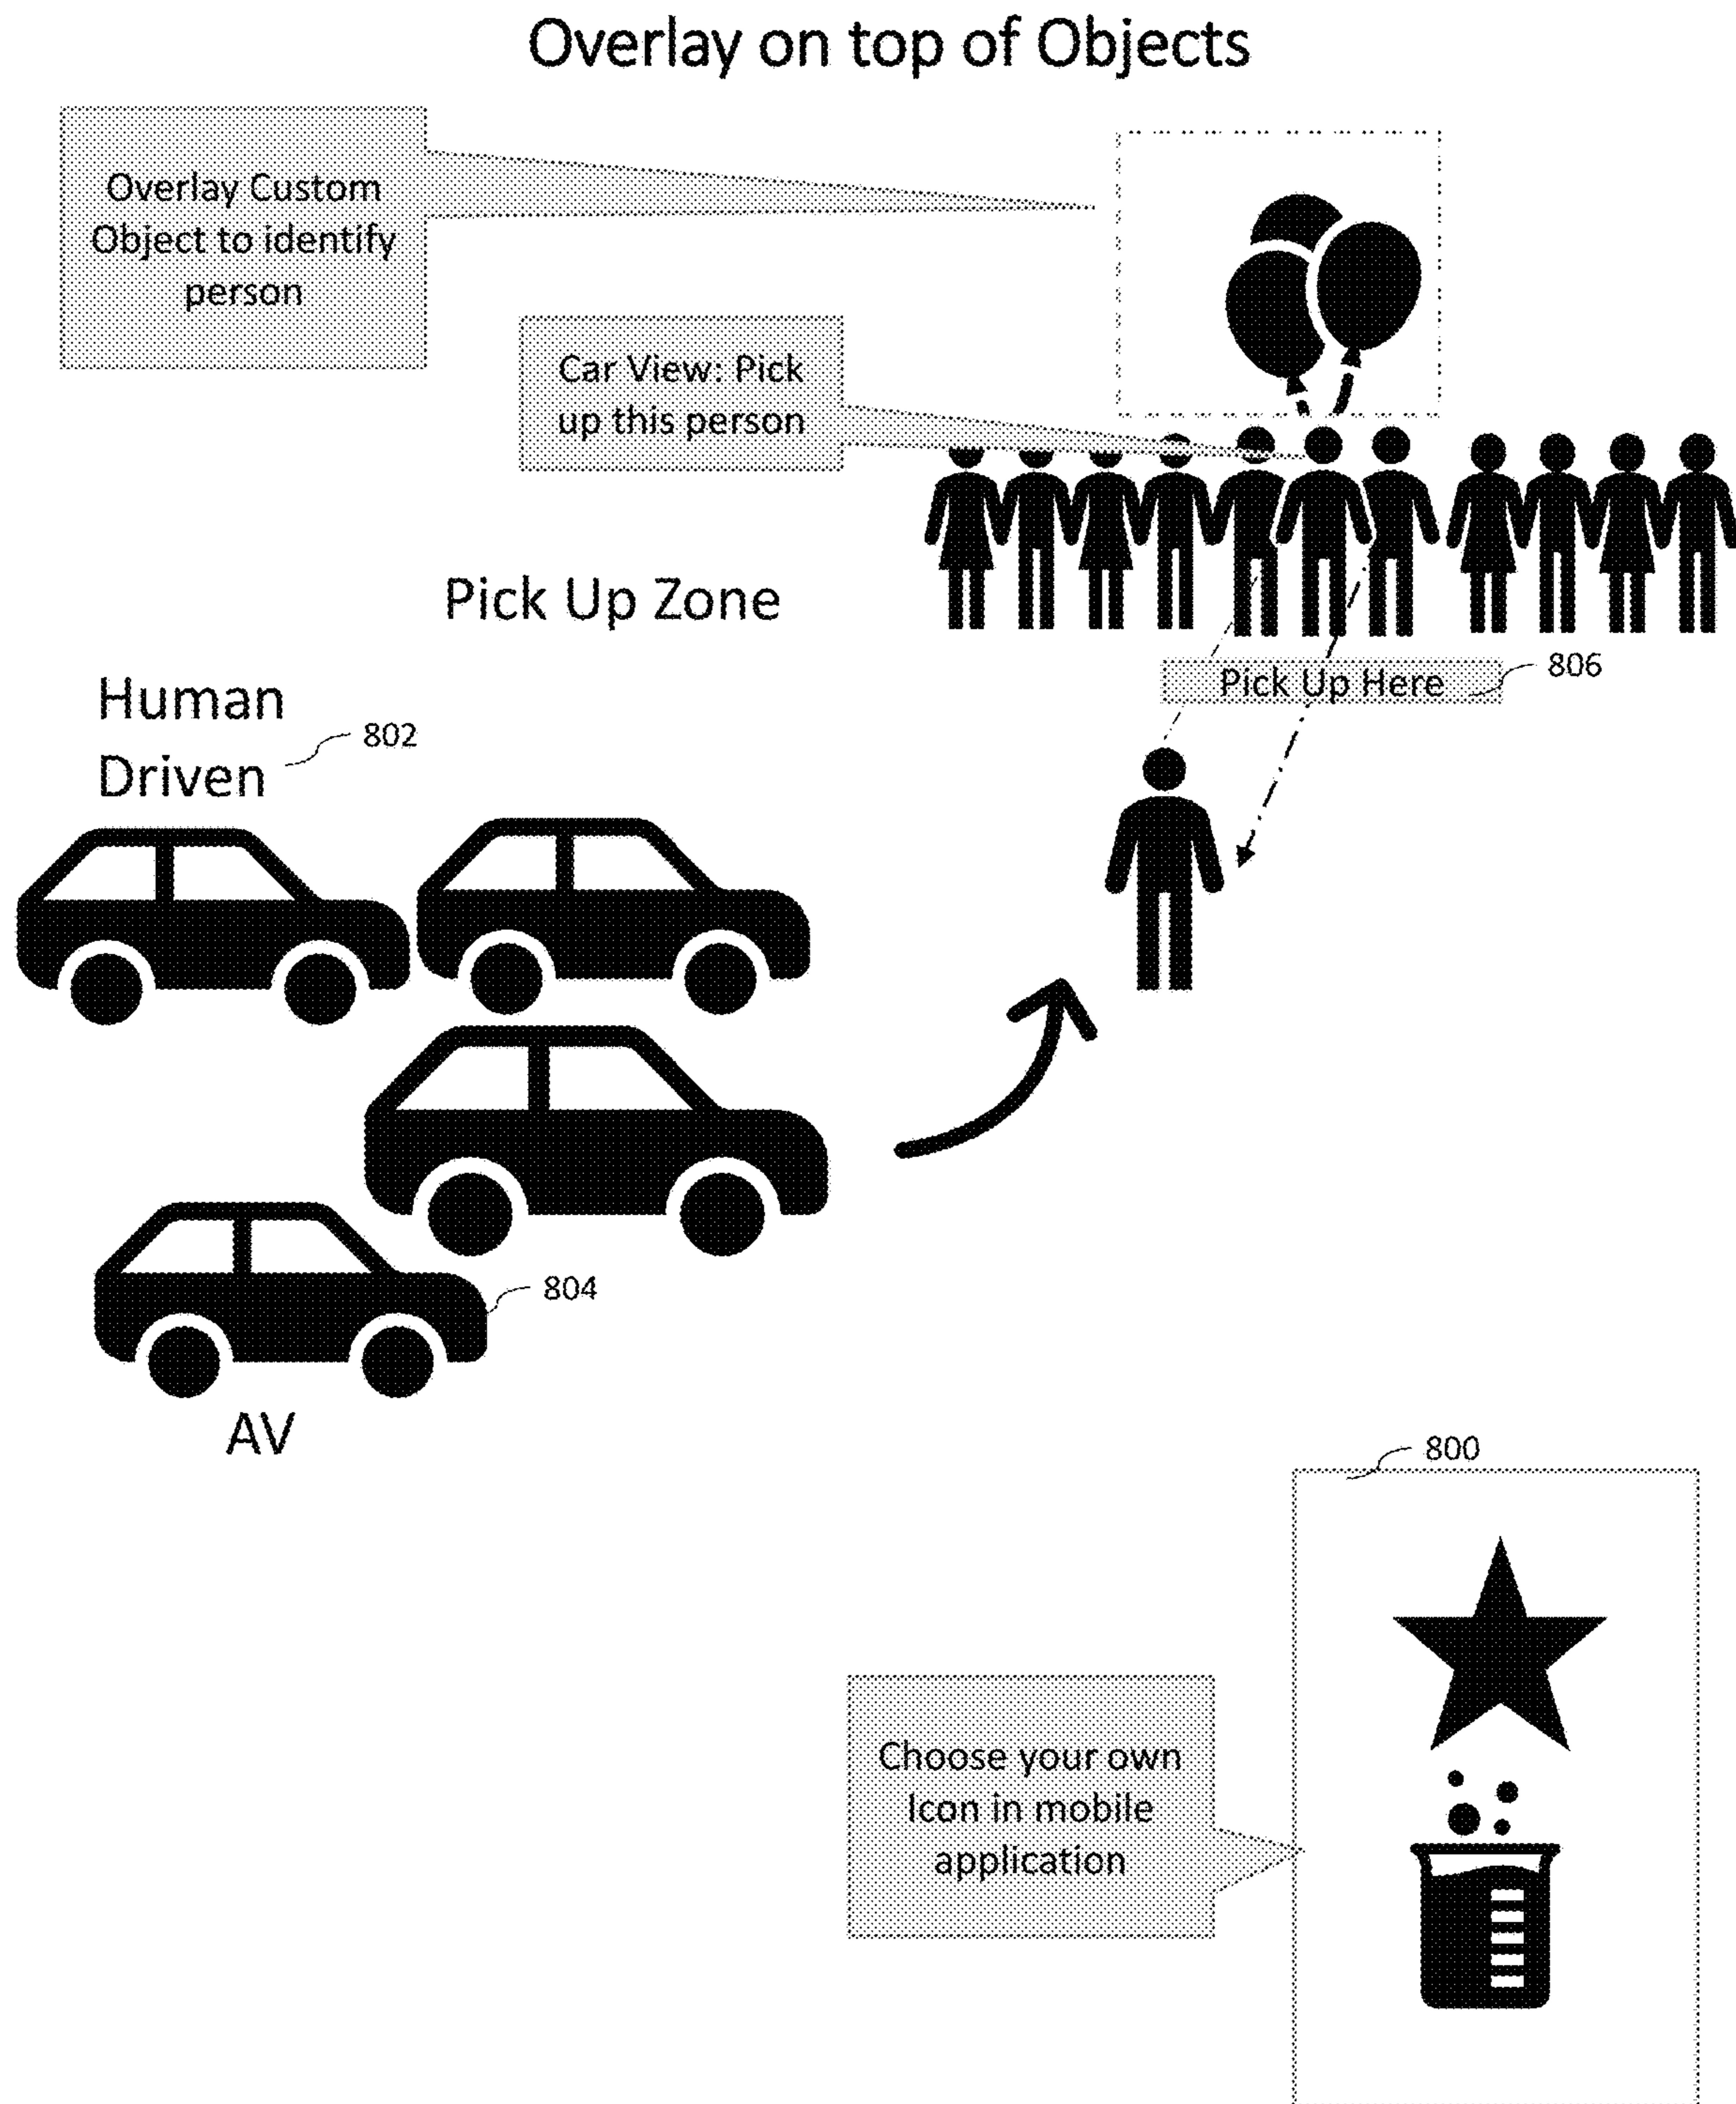 Overlay on top of Objects
Overlay Custom
Object to identify
person
Car View: Pick
up this person
Pick Up Zone
Pick Up Here
806
Human
Driven
802
804
AV
800
Choose your own
Icon in mobile
application